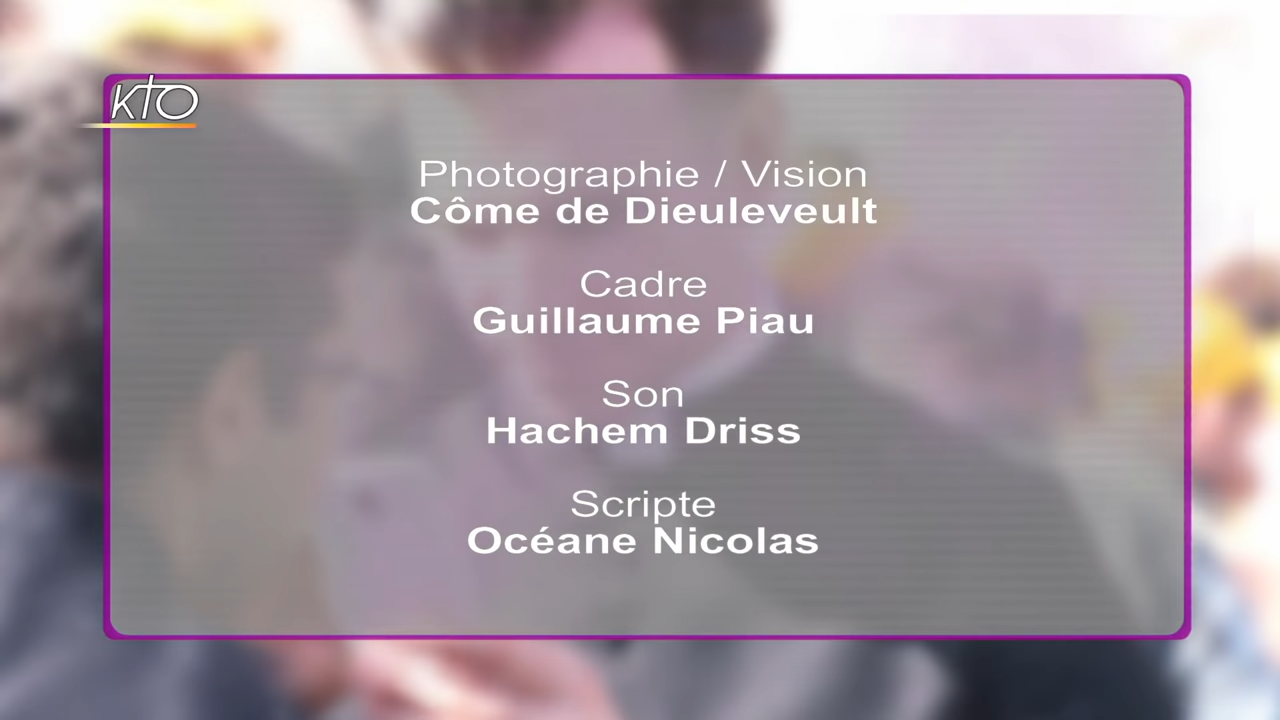 KTO
Photographie / Vision
Côme de Dieuleveult
Cadre
Guillaume Piau
Son
Hachem Driss
Scripte
Océane Nicolas